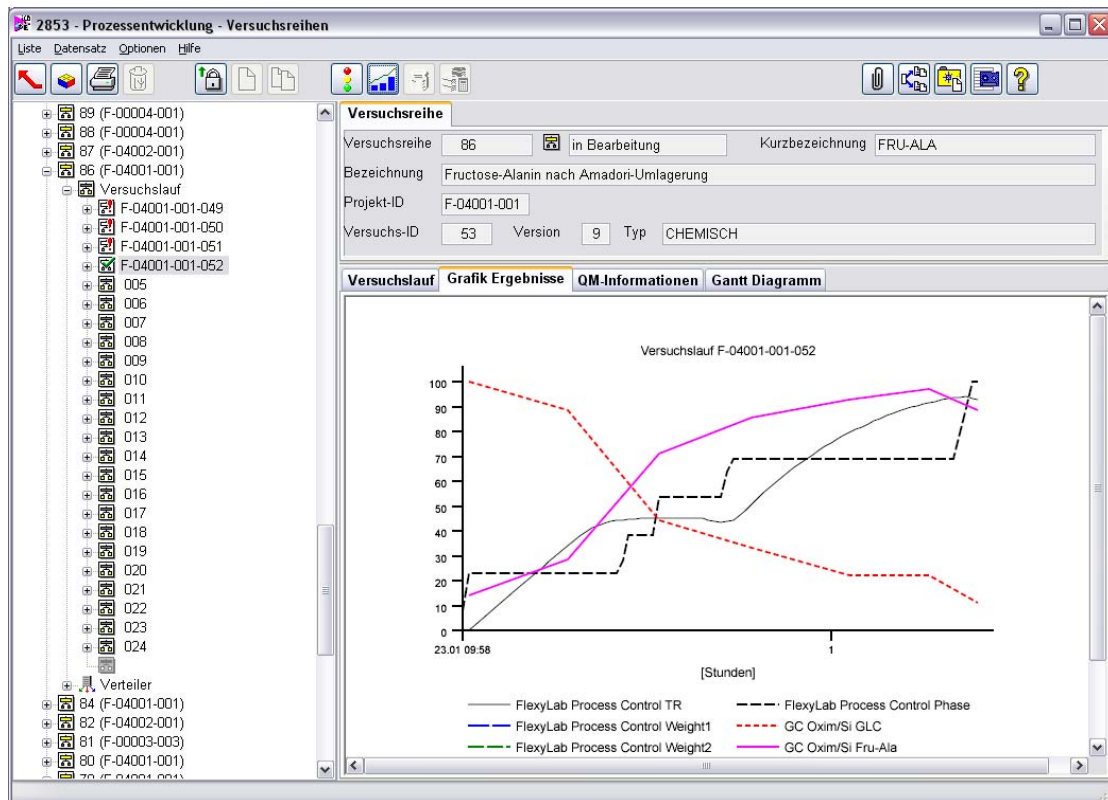 2853 - Prozessentwicklung - Versuchsreihen
Liste Datensatz Optionen Hilfe
89 (F-00004-001)
88 (F-00004-001)
87 (F-04002-001)
86 (F-04001-001)
Versuchslauf
F-04001-001-049
F-04001-001-050
F-04001-001-051
F-04001-001-052
005
006
007
008
009
010
011
012
013
014
015
016
017
018
019
020
021
022
023
024
Verteiler
84 (F-04001-001)
82 (F-04002-001)
81 (F-00003-003)
80 (F-04001-001)
Versuchsreihe
Versuchsreihe 86 in Bearbeitung Kurzbezeichnung FRU-ALA
Bezeichnung Fructose-Alanin nach Amadori-Umlagerung
Projekt-ID F-04001-001
Versuchs-ID 53 Version 9 Typ CHEMISCH
Versuchslauf Grafik Ergebnisse QM-Informationen Gantt Diagramm
Versuchslauf F-04001-001-052
100
90
80
70
60
50
40
30
20
10
0
23.01 09:58 1
[Stunden]
FlexyLab Process Control TR FlexyLab Process Control Phase
FlexyLab Process Control Weight1 GC Oxim/Si GLC
FlexyLab Process Control Weight2 GC Oxim/Si Fru-Ala